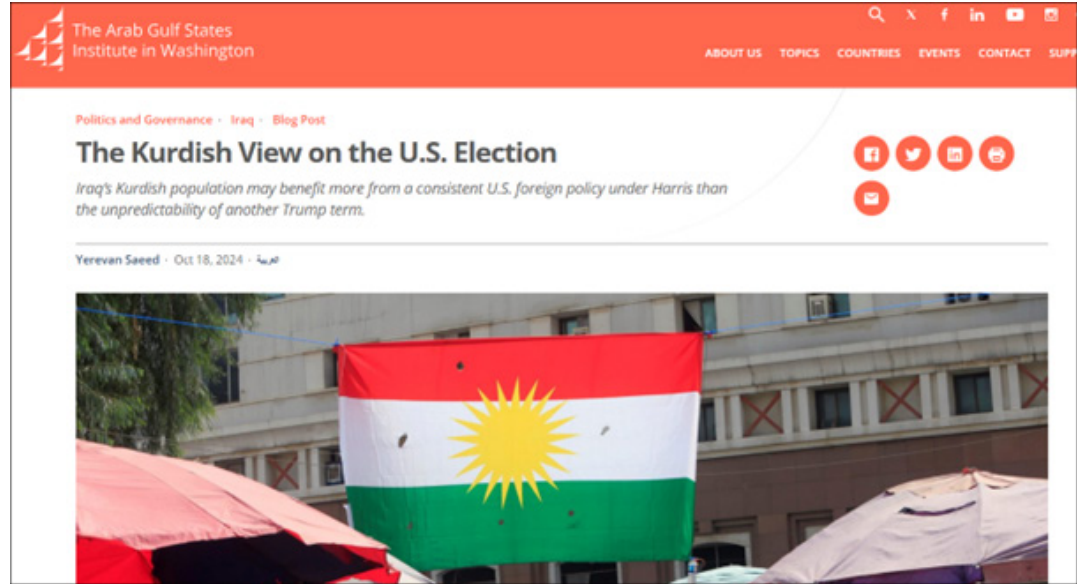 The Arab Gulf States
Institute in Washington
ABOUT US TOPICS COUNTRIES EVENTS CONTACT
Politics and Governance · Iraq · Blog Post
The Kurdish View on the U.S. Election
Iraq's Kurdish population may benefit more from a consistent U.S. foreign policy under Harris than
the unpredictability of another Trump term.
Yerevan Saeed · Oct 18, 2024 · عربية